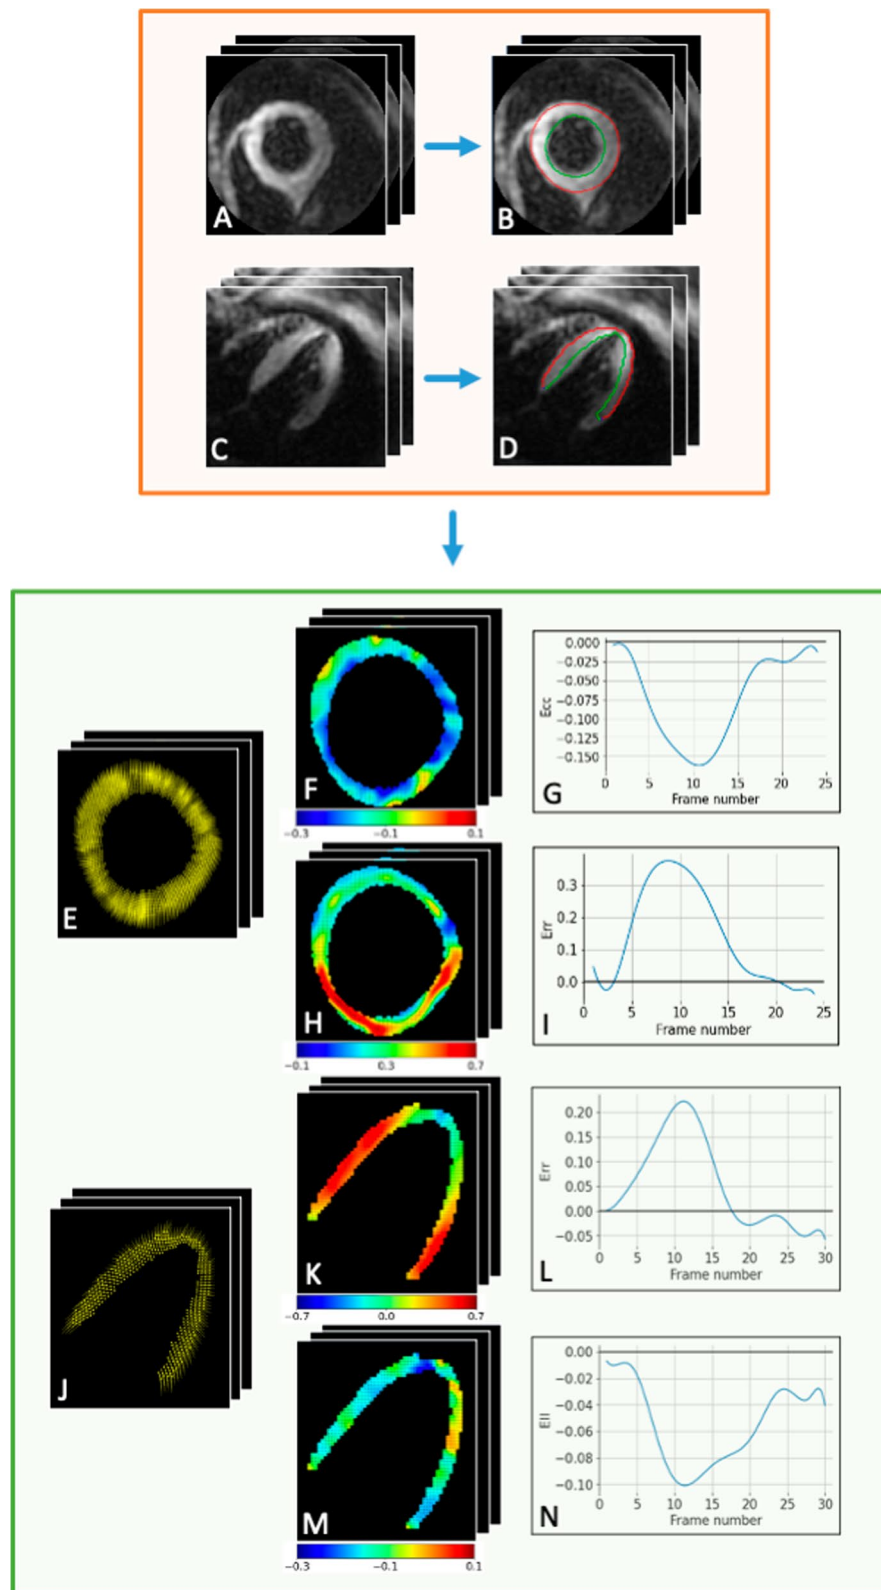 A
B
C
D
E
F
−0.3
−0.1
0.1
0.000
−0.025
−0.050
−0.075
−0.100
−0.125
−0.150
Ecc
0
5
10
15
20
25
Frame number
G
H
−0.1
0.3
0.7
0.3
0.2
0.1
0.0
Err
0
5
10
15
20
25
Frame number
I
J
K
−0.7
0.0
0.7
0.20
0.15
0.10
0.05
0.00
−0.05
Err
0
5
10
15
20
25
30
Frame number
L
M
−0.3
−0.1
0.1
0.00
−0.02
−0.04
−0.06
−0.08
−0.10
Ell
0
5
10
15
20
25
30
Frame number
N